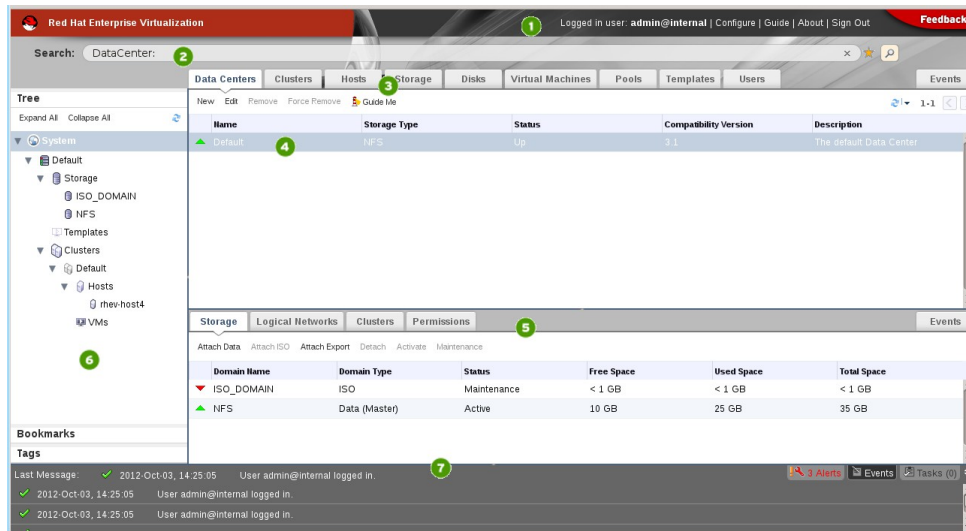 Red Hat Enterprise Virtualization
1
Logged in user: admin@internal | Configure | Guide | About | Sign Out
Feedback
Search: DataCenter:
2
Data Centers Clusters Hosts Storage Disks Virtual Machines Pools Templates Users Events
3
Tree
Expand All Collapse All
New Edit Remove Force Remove Guide Me
1-1
Name Storage Type Status Compatibility Version Description
System
Default NFS Up 3.1 The default Data Center
4
Default
Storage
ISO_DOMAIN
NFS
Templates
Clusters
Default
Hosts
rhev-host4
VMs
6
Storage Logical Networks Clusters Permissions Events
5
Attach Data Attach ISO Attach Export Detach Activate Maintenance
Domain Name Domain Type Status Free Space Used Space Total Space
ISO_DOMAIN ISO Maintenance < 1 GB < 1 GB < 1 GB
NFS Data (Master) Active 10 GB 25 GB 35 GB
Bookmarks
Tags
7
Last Message: 2012-Oct-03, 14:25:05 User admin@internal logged in.
3 Alerts Events Tasks (0)
2012-Oct-03, 14:25:05 User admin@internal logged in.
2012-Oct-03, 14:25:05 User admin@internal logged in.